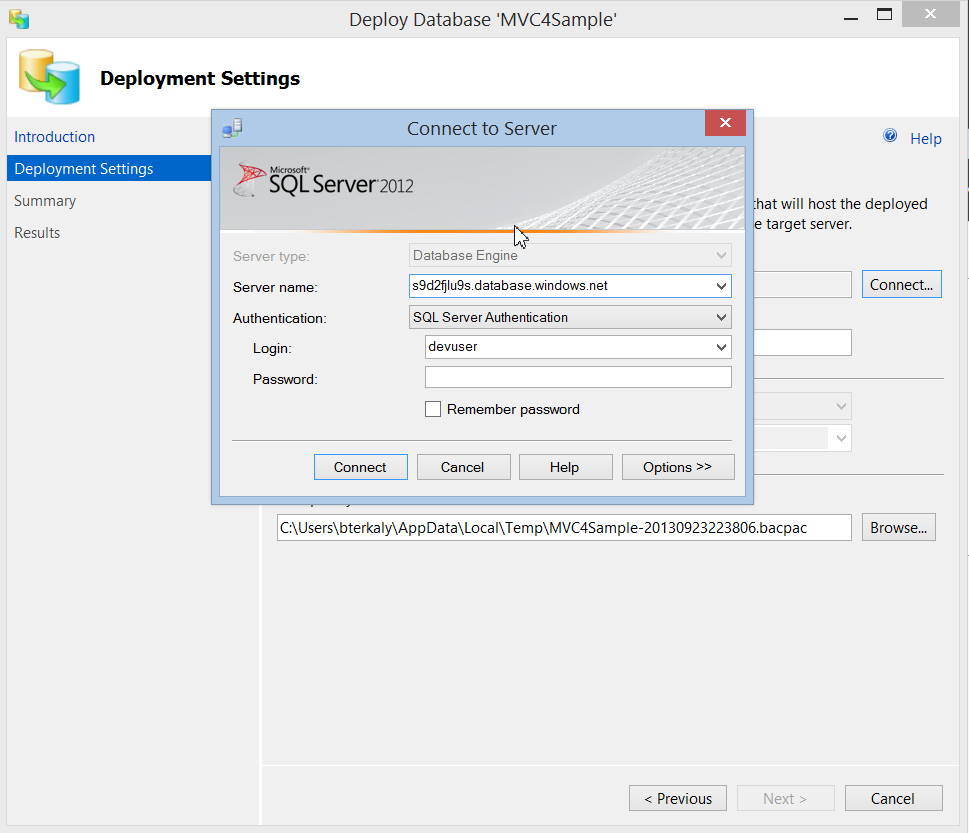 Deploy Database 'MVC4Sample'
Deployment Settings
Introduction
Deployment Settings
Summary
Results
Help
that will host the deployed
e target server.
Connect...
Connect to Server
Microsoft®
SQL Server® 2012
Server type:
Database Engine
Server name:
s9d2fjlu9s.database.windows.net
Authentication:
SQL Server Authentication
Login:
devuser
Password:
Remember password
Connect
Cancel
Help
Options >>
C:\Users\bterkaly\AppData\Local\Temp\MVC4Sample-20130923223806.bacpac
Browse...
< Previous
Next >
Cancel